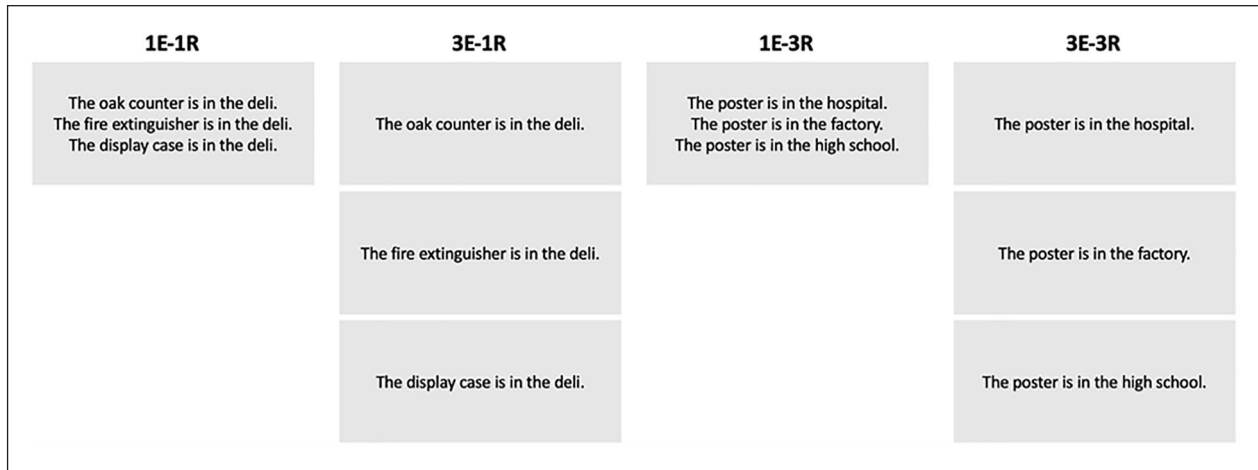 1E-1R
The oak counter is in the deli.
The fire extinguisher is in the deli.
The display case is in the deli.
3E-1R
The oak counter is in the deli.
The fire extinguisher is in the deli.
The display case is in the deli.
1E-3R
The poster is in the hospital.
The poster is in the factory.
The poster is in the high school.
3E-3R
The poster is in the hospital.
The poster is in the factory.
The poster is in the high school.